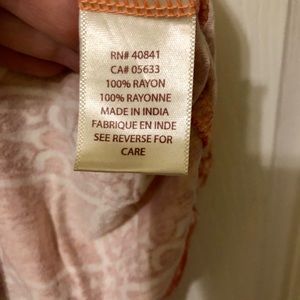 RN# 40841
CA# 05633
100% RAYON
100% RAYONNE
MADE IN INDIA
FABRIQUE EN INDE
SEE REVERSE FOR
CARE